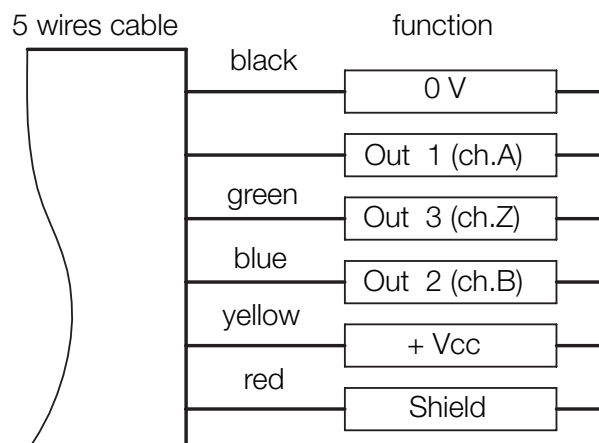 5 wires cable
function
black
0 V
Out 1 (ch.A)
green
Out 3 (ch.Z)
blue
Out 2 (ch.B)
yellow
+ Vcc
red
Shield